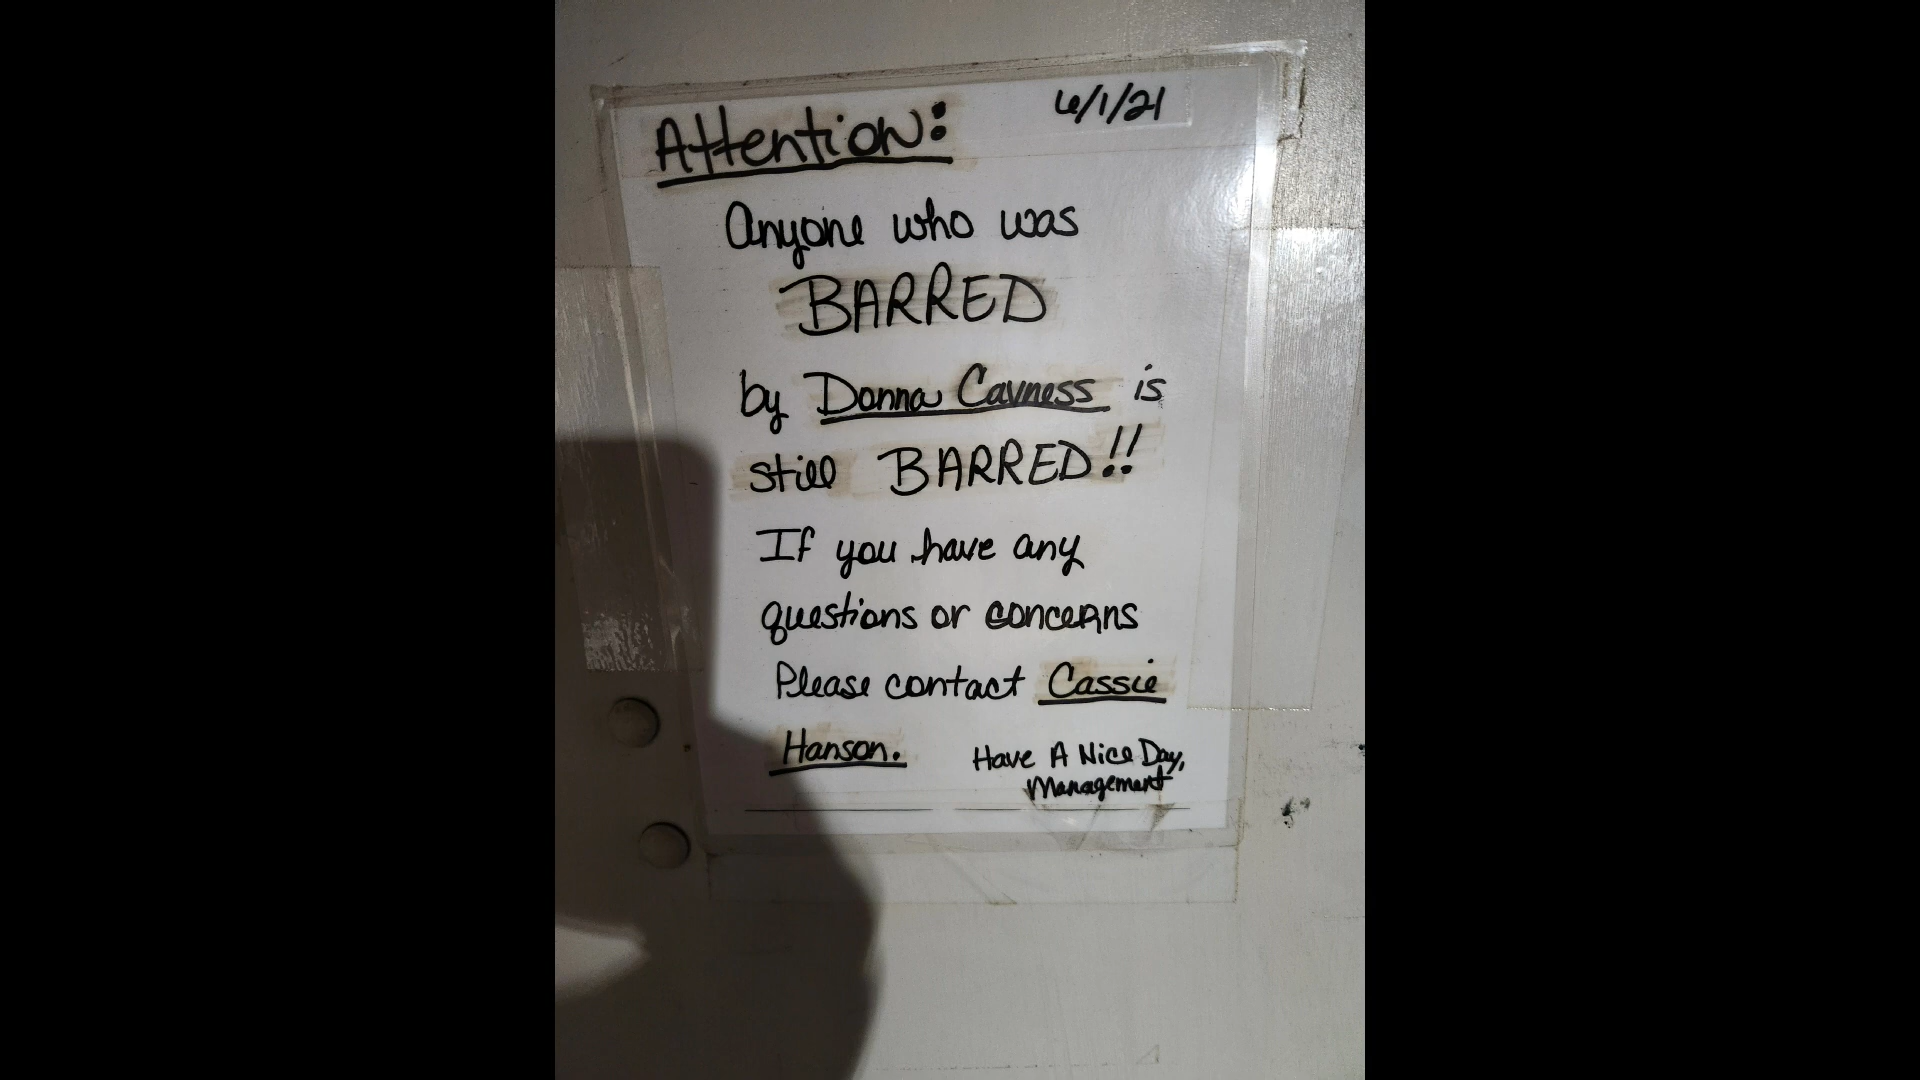 Attention: 6/1/21
Anyone who was
BARRED
by Donna Cavness is
still BARRED!!
If you have any
questions or concerns
Please contact Cassie
Hanson. Have A Nice Day,
Management